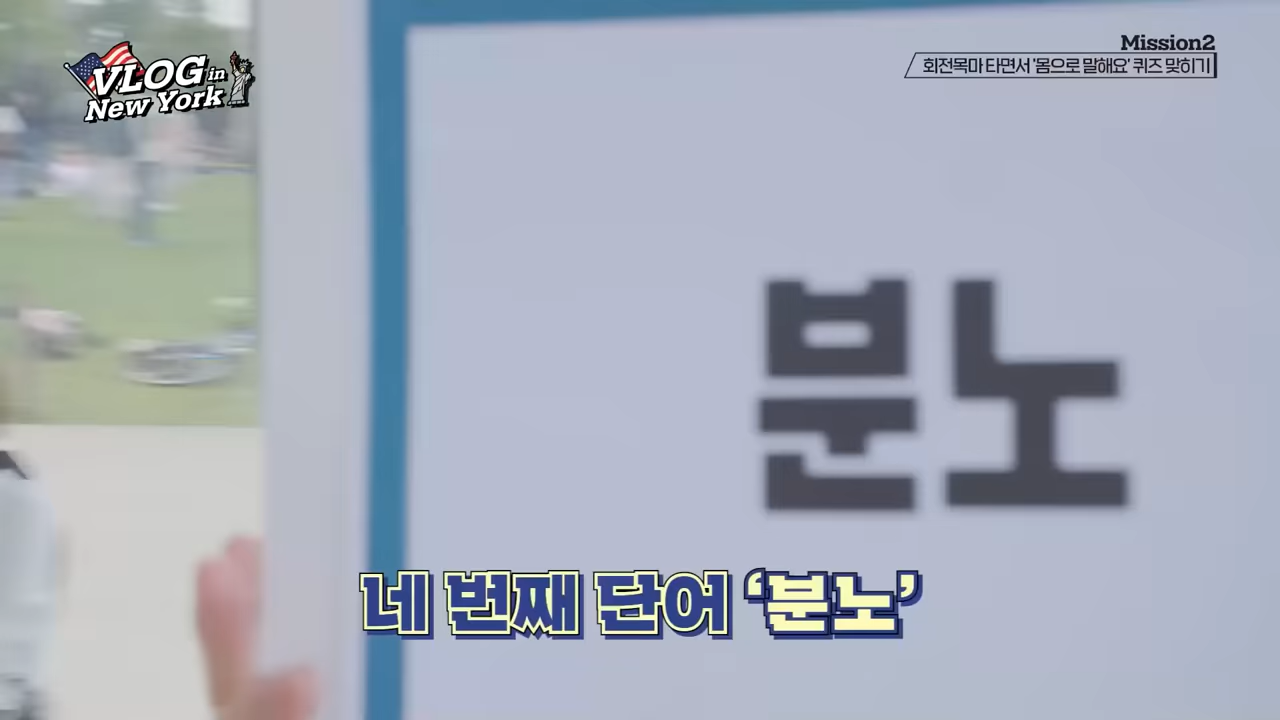 VLOG in
New York
Mission2
회전목마 타면서 '몸으로 말해요' 퀴즈 맞히기
분노
네 번째 단어 '분노'